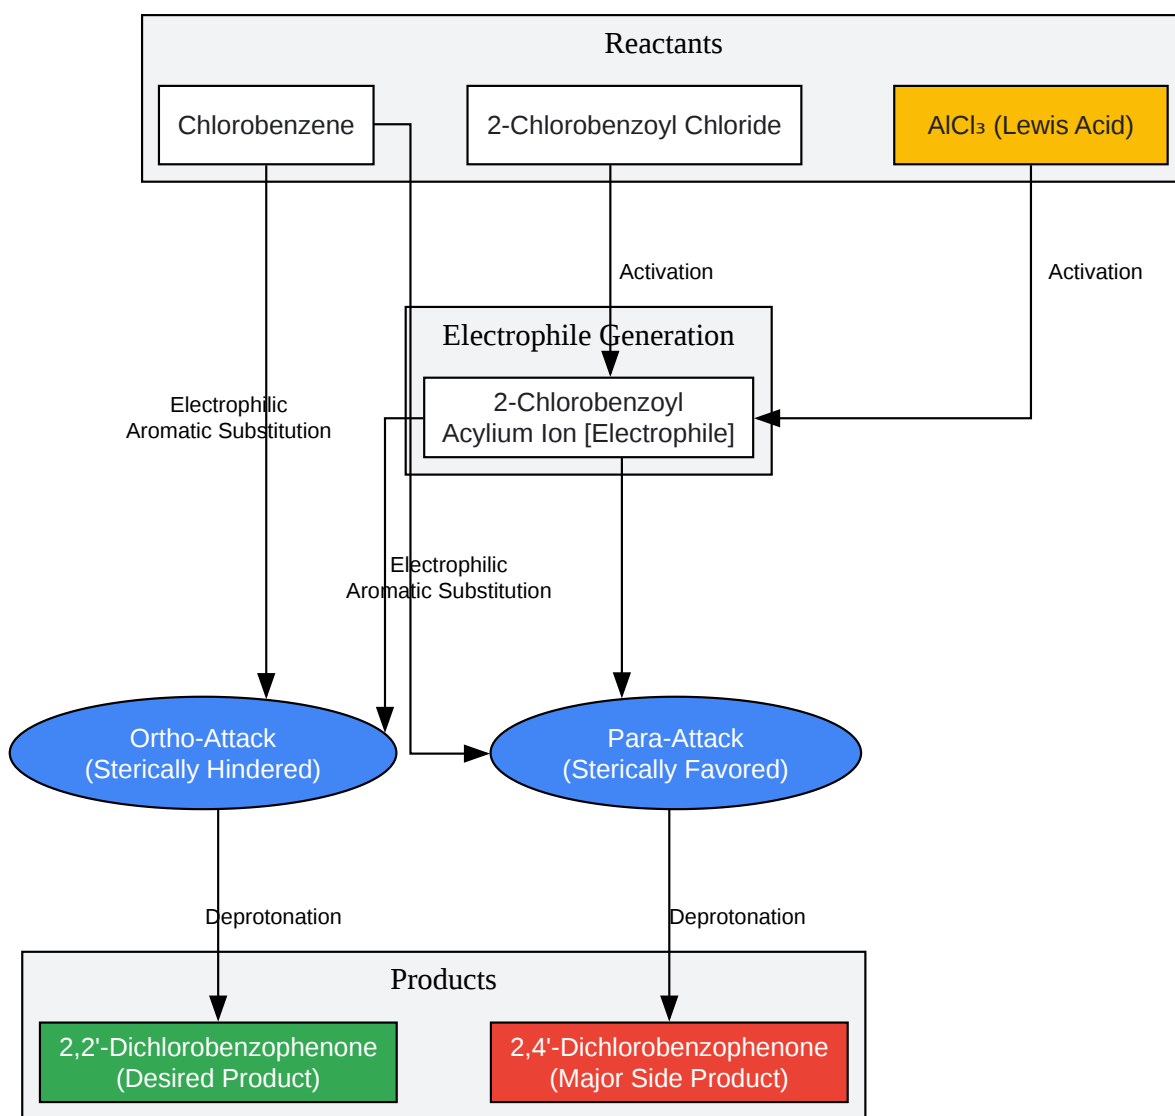 Reactants
Chlorobenzene
2-Chlorobenzoyl Chloride
AlCl₃ (Lewis Acid)
Activation
Activation
Electrophile Generation
2-Chlorobenzoyl
Acylium Ion [Electrophile]
Electrophilic
Aromatic Substitution
Electrophilic
Aromatic Substitution
Ortho-Attack
(Sterically Hindered)
Para-Attack
(Sterically Favored)
Deprotonation
Deprotonation
Products
2,2'-Dichlorobenzophenone
(Desired Product)
2,4'-Dichlorobenzophenone
(Major Side Product)